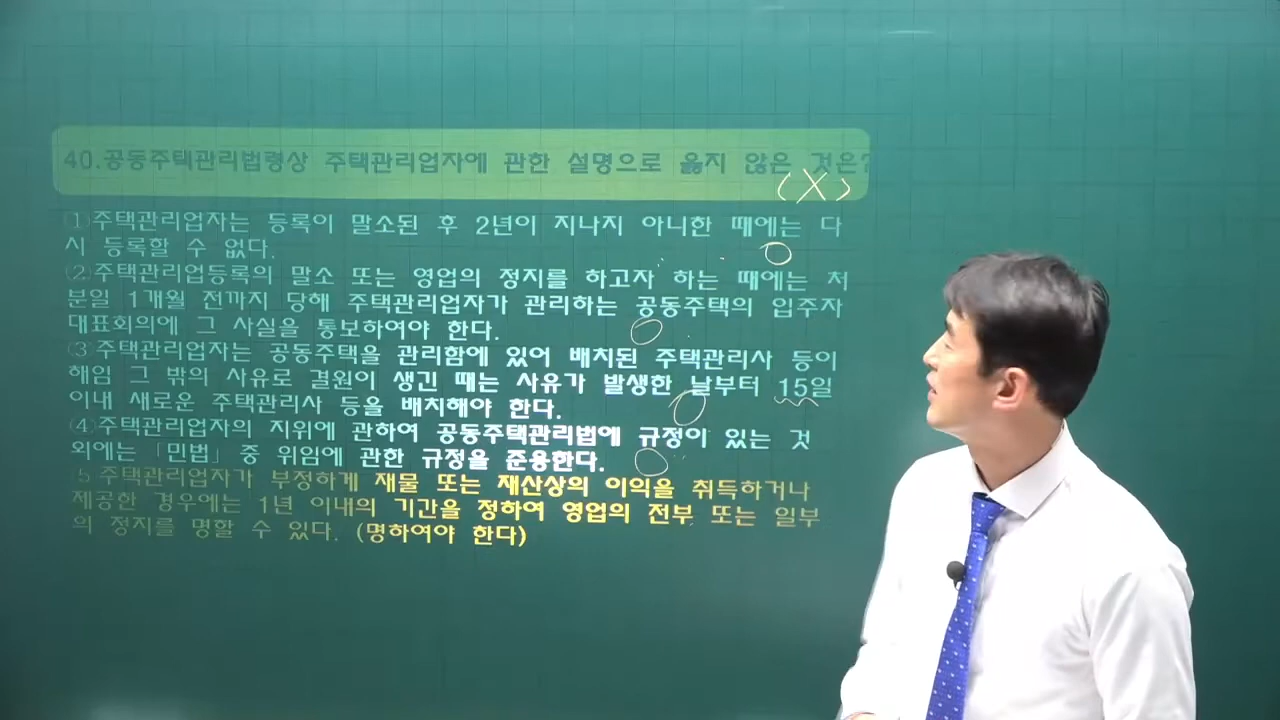 40.공동주택관리법령상 주택관리업자에 관한 설명으로 옳지 않은 것은?
(X)
(1)주택관리업자는 등록이 말소된 후 2년이 지나지 아니한 때에는 다
시 등록할 수 없다.
(2)주택관리업등록의 말소 또는 영업의 정지를 하고자 하는 때에는 처
분일 1개월 전까지 당해 주택관리업자가 관리하는 공동주택의 입주자
대표회의에 그 사실을 통보하여야 한다.
(3)주택관리업자는 공동주택을 관리함에 있어 배치된 주택관리사 등이
해임 그 밖의 사유로 결원이 생긴 때는 사유가 발생한 날부터 15일
이내 새로운 주택관리사 등을 배치해야 한다.
(4)주택관리업자의 지위에 관하여 공동주택관리법에 규정이 있는 것
외에는 「민법」 중 위임에 관한 규정을 준용한다.
(5)주택관리업자가 부정하게 재물 또는 재산상의 이익을 취득하거나
제공한 경우에는 1년 이내의 기간을 정하여 영업의 전부 또는 일부
의 정지를 명할 수 있다. (명하여야 한다)